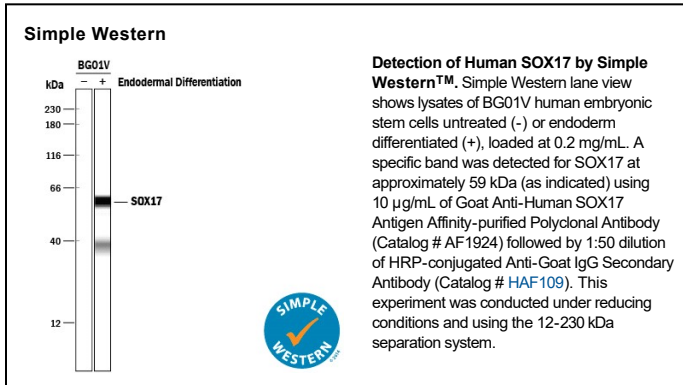 Simple Western
BG01V
kDa − + Endodermal Differentiation
230
180
116
66
SOX17
40
12
SIMPLE
WESTERN
Detection of Human SOX17 by Simple
Western™. Simple Western lane view
shows lysates of BG01V human embryonic
stem cells untreated (-) or endoderm
differentiated (+), loaded at 0.2 mg/mL. A
specific band was detected for SOX17 at
approximately 59 kDa (as indicated) using
10 µg/mL of Goat Anti-Human SOX17
Antigen Affinity-purified Polyclonal Antibody
(Catalog # AF1924) followed by 1:50 dilution
of HRP-conjugated Anti-Goat IgG Secondary
Antibody (Catalog # HAF109). This
experiment was conducted under reducing
conditions and using the 12-230 kDa
separation system.